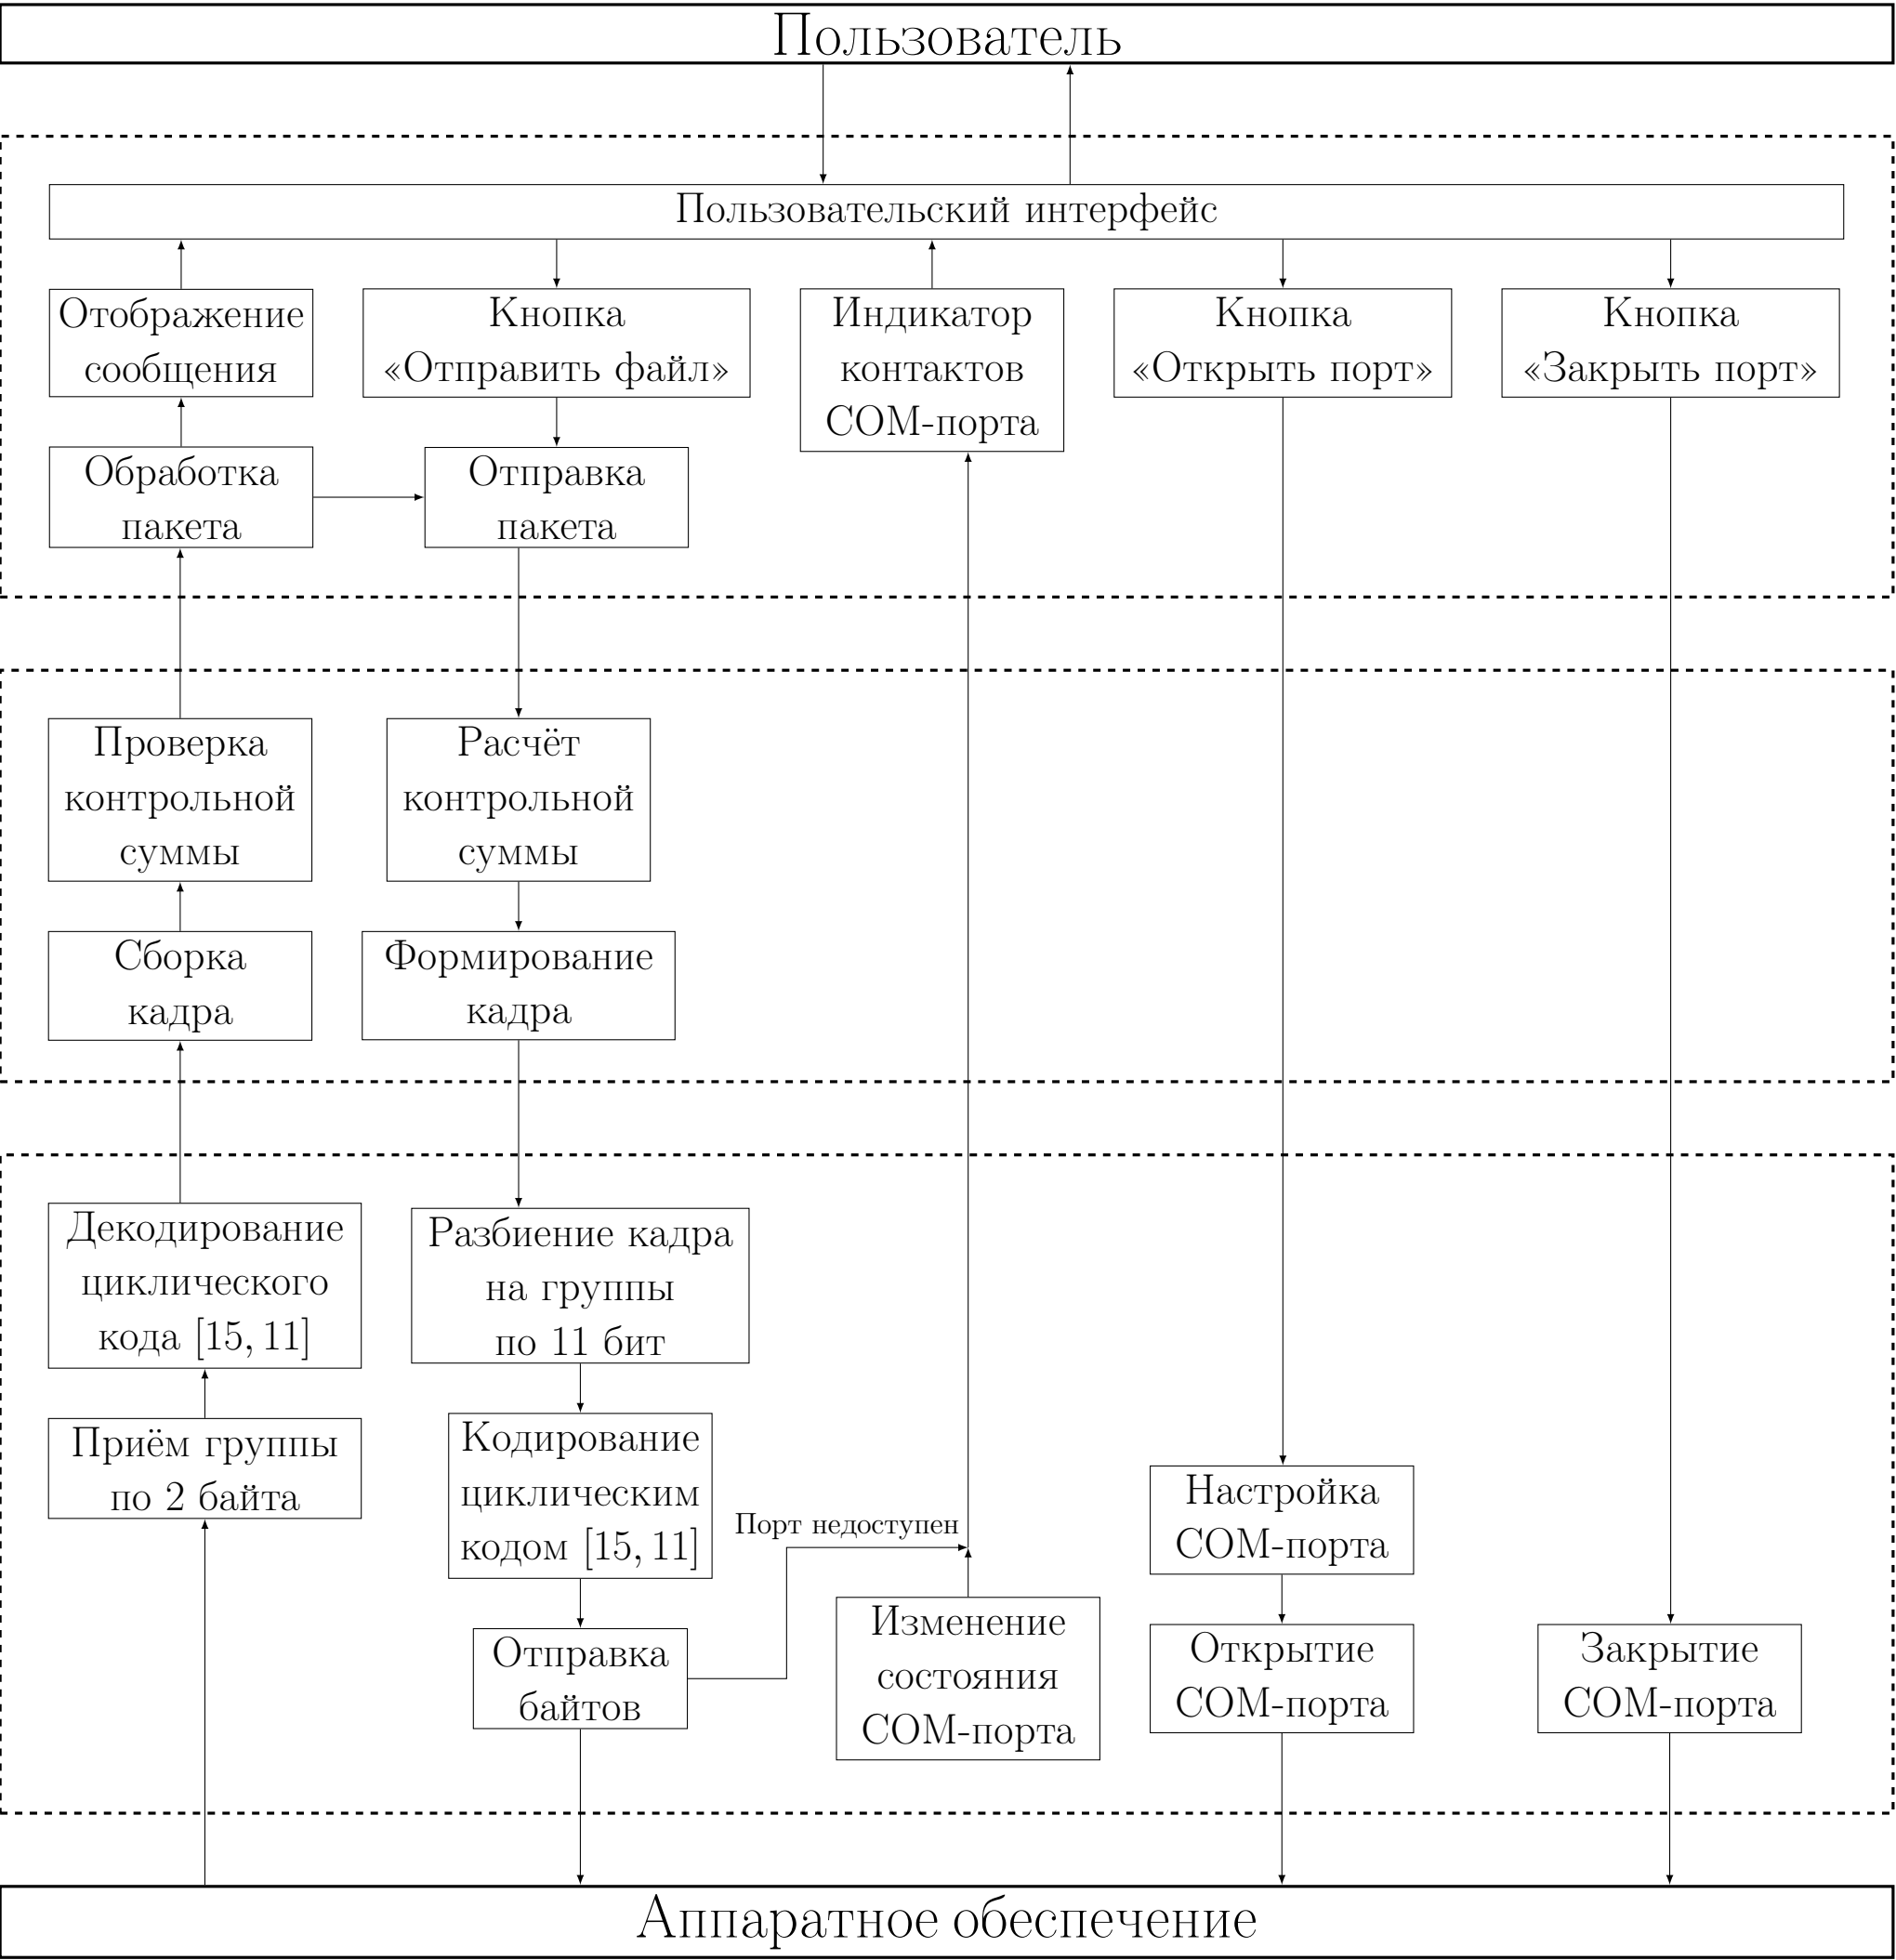 Пользователь
Пользовательский интерфейс
Отображение
сообщения
Кнопка
«Отправить файл»
Индикатор
контактов
COM-порта
Кнопка
«Открыть порт»
Кнопка
«Закрыть порт»
Обработка
пакета
Отправка
пакета
Проверка
контрольной
суммы
Расчёт
контрольной
суммы
Сборка
кадра
Формирование
кадра
Декодирование
циклического
кода [15, 11]
Разбиение кадра
на группы
по 11 бит
Приём группы
по 2 байта
Кодирование
циклическим
кодом [15, 11]
Порт недоступен
Настройка
COM-порта
Отправка
байтов
Изменение
состояния
COM-порта
Открытие
COM-порта
Закрытие
COM-порта
Аппаратное обеспечение